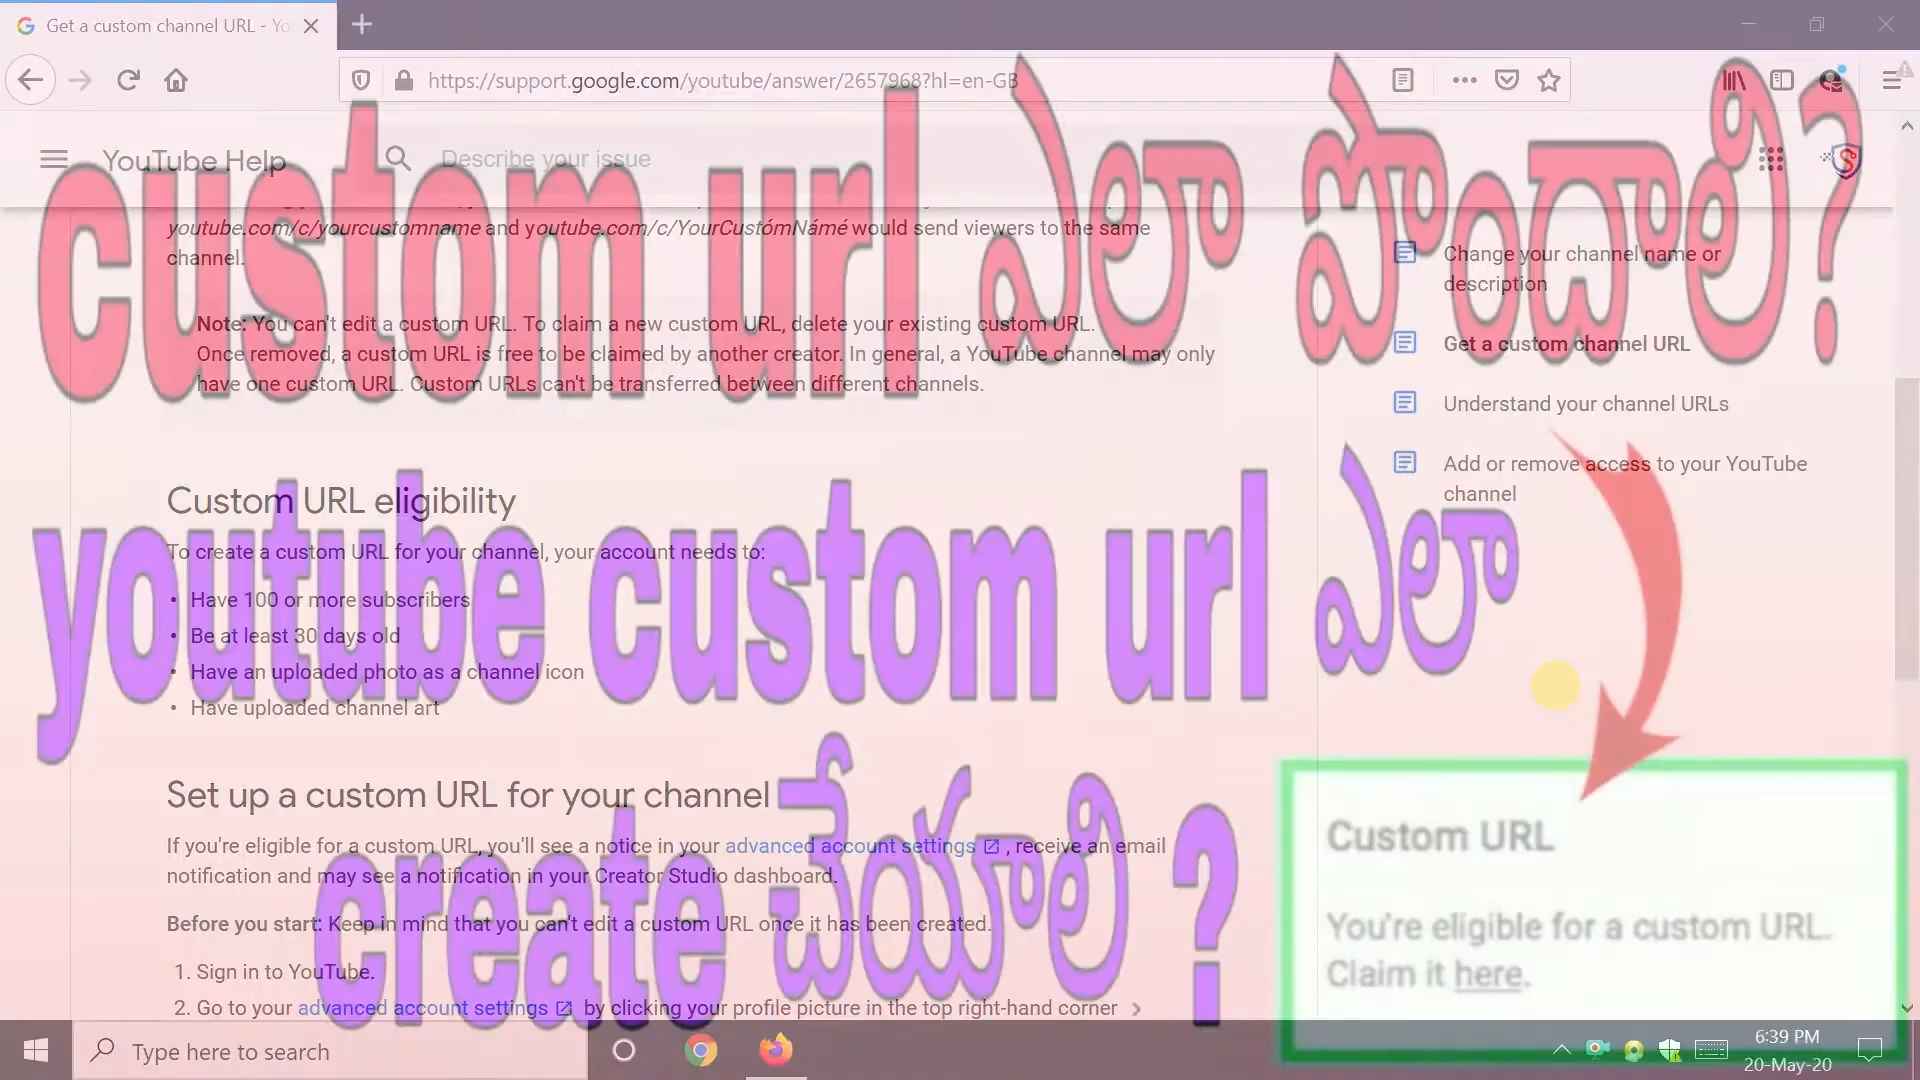 Get a custom channel URL - Yo
https://support.google.com/youtube/answer/2657968?hl=en-GB
YouTube Help
Describe your issue
custom url ఎలా పొందాలి?
youtube.com/c/yourcustomname and youtube.com/c/YourCustómNámé would send viewers to the same
channel.
Note: You can't edit a custom URL. To claim a new custom URL, delete your existing custom URL.
Once removed, a custom URL is free to be claimed by another creator. In general, a YouTube channel may only
have one custom URL. Custom URLs can't be transferred between different channels.
Change your channel name or
description
Get a custom channel URL
Understand your channel URLs
Add or remove access to your YouTube
channel
youtube custom url ఎలా
create చేయాలి ?
Custom URL eligibility
To create a custom URL for your channel, your account needs to:
• Have 100 or more subscribers
• Be at least 30 days old
• Have an uploaded photo as a channel icon
• Have uploaded channel art
Set up a custom URL for your channel
If you're eligible for a custom URL, you'll see a notice in your advanced account settings , receive an email
notification and may see a notification in your Creator Studio dashboard.
Before you start: Keep in mind that you can't edit a custom URL once it has been created.
1. Sign in to YouTube.
2. Go to your advanced account settings by clicking your profile picture in the top right-hand corner >
Custom URL
You're eligible for a custom URL.
Claim it here.
Type here to search
6:39 PM
20-May-20